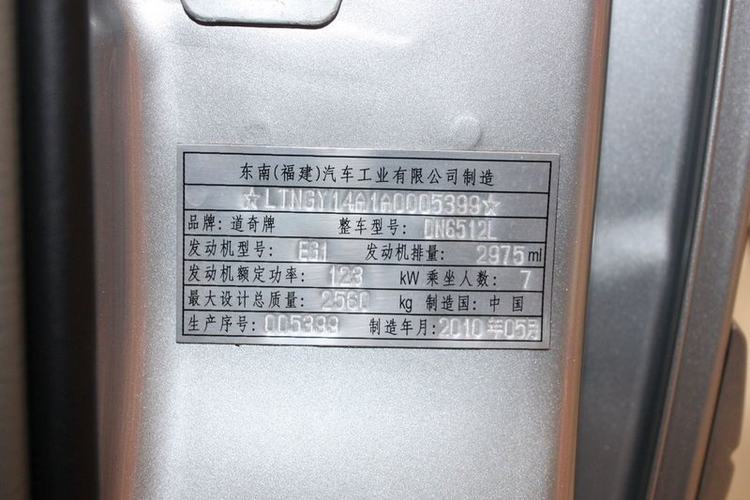 东南(福建)汽车工业有限公司制造
☆LTNGY14A1A0005399☆
品牌: 道奇牌 整车型号: DN6512L
发动机型号: EG1 发动机排量: 2975 ml
发动机额定功率: 123 kW 乘坐人数: 7
最大设计总质量: 2560 kg 制造国: 中国
生产序号: 005399 制造年月: 2010年05月